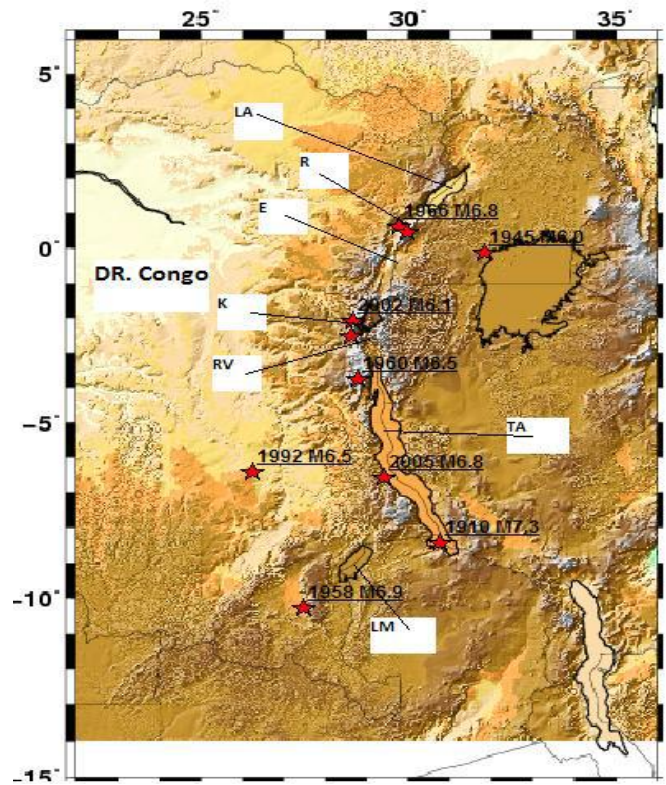 25° 30° 35°
5°
LA
R
1966 M6.8
E
0°
1945 M6.0
DR. Congo
K
2002 M6.1
RV
1960 M6.5
–5°
TA
1992 M6.5
2005 M6.8
1910 M7.3
1958 M6.9
–10°
LM
–15°